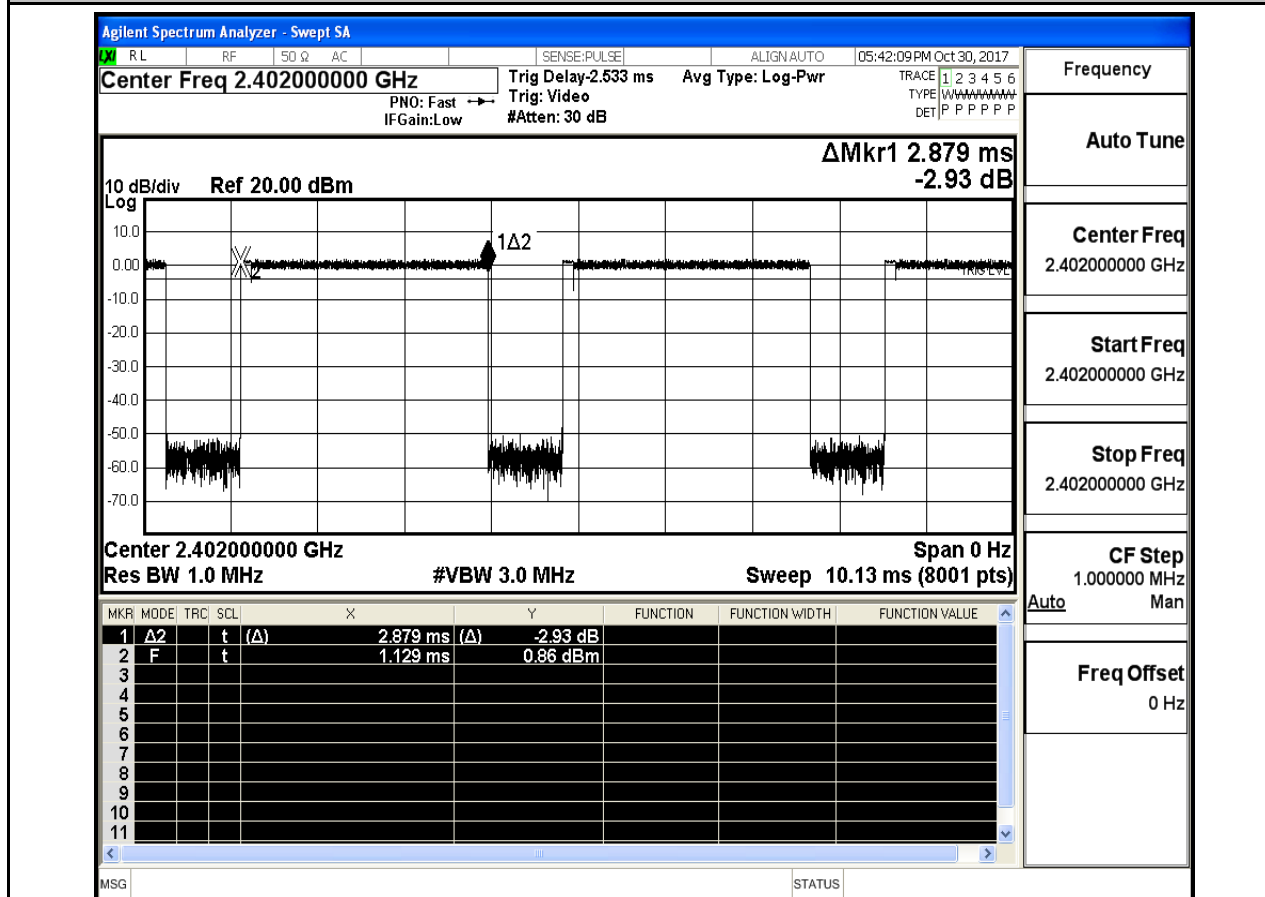 Agilent Spectrum Analyzer - Swept SA
LXI RL RF 50 Ω AC SENSE:PULSE ALIGN AUTO 05:42:09 PM Oct 30, 2017
Center Freq 2.402000000 GHz
PNO: Fast
IFGain:Low
Trig Delay-2.533 ms
Trig: Video
#Atten: 30 dB
Avg Type: Log-Pwr
TRACE 1 2 3 4 5 6
TYPE W
DET P P P P P P
ΔMkr1 2.879 ms
-2.93 dB
10 dB/div Ref 20.00 dBm
Log
10.0
0.00
-10.0
-20.0
-30.0
-40.0
-50.0
-60.0
-70.0
1Δ2
2
TRIG LVL
Center 2.402000000 GHz Span 0 Hz
Res BW 1.0 MHz #VBW 3.0 MHz Sweep 10.13 ms (8001 pts)
MKR MODE TRC SCL X Y FUNCTION FUNCTION WIDTH FUNCTION VALUE
1 Δ2 t (Δ) 2.879 ms (Δ) -2.93 dB
2 F t 1.129 ms 0.86 dBm
3
4
5
6
7
8
9
10
11
MSG STATUS
Frequency
Auto Tune
Center Freq
2.402000000 GHz
Start Freq
2.402000000 GHz
Stop Freq
2.402000000 GHz
CF Step
1.000000 MHz
Auto Man
Freq Offset
0 Hz